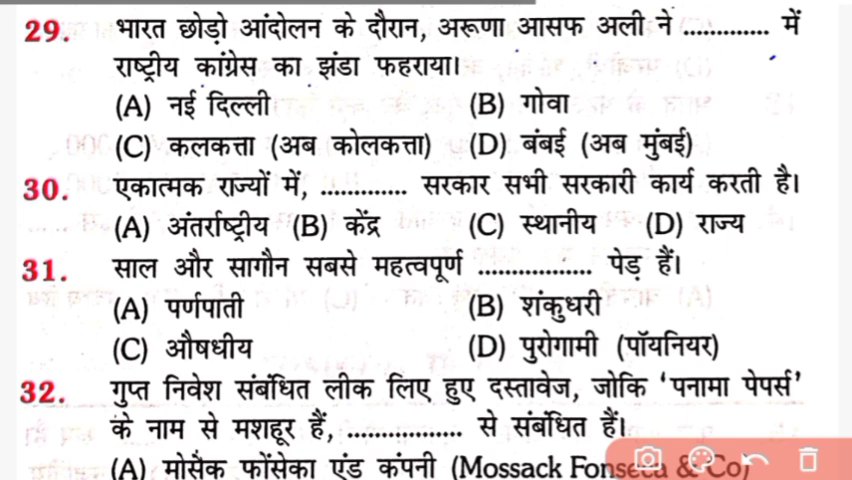 29. भारत छोड़ो आंदोलन के दौरान, अरूणा आसफ अली ने ............. में
राष्ट्रीय कांग्रेस का झंडा फहराया।
(A) नई दिल्ली (B) गोवा
(C) कलकत्ता (अब कोलकत्ता) (D) बंबई (अब मुंबई)
30. एकात्मक राज्यों में, ............. सरकार सभी सरकारी कार्य करती है।
(A) अंतर्राष्ट्रीय (B) केंद्र (C) स्थानीय (D) राज्य
31. साल और सागौन सबसे महत्वपूर्ण ................. पेड़ हैं।
(A) पर्णपाती (B) शंकुधरी
(C) औषधीय (D) पुरोगामी (पॉयनियर)
32. गुप्त निवेश संबंधित लीक लिए हुए दस्तावेज, जोकि 'पनामा पेपर्स'
के नाम से मशहूर हैं, ................. से संबंधित हैं।
(A) मोसैक फोंसेका एंड कंपनी (Mossack Fonseca & Co)